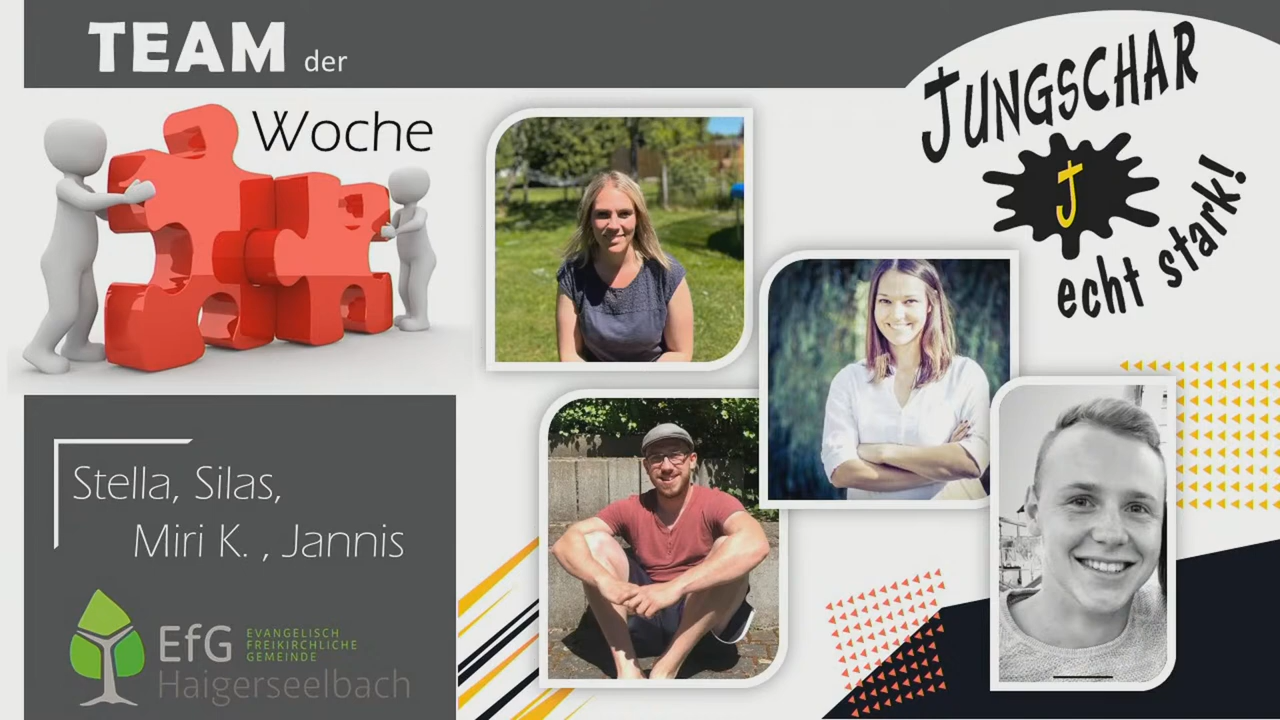 TEAM der
Woche
JUNGSCHAR
J
echt stark!
Stella, Silas,
Miri K. , Jannis
EfG EVANGELISCH
FREIKIRCHLICHE
GEMEINDE
Haigerseelbach